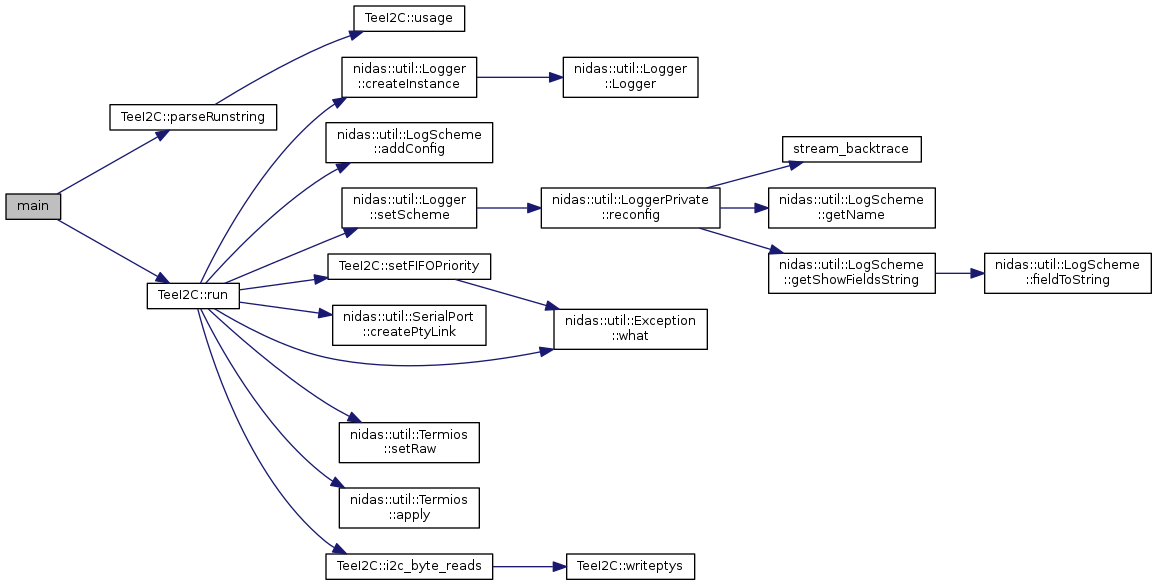 TeeI2C::usage
nidas::util::Logger
::createInstance
nidas::util::Logger
::Logger
TeeI2C::parseRunstring
nidas::util::LogScheme
::addConfig
stream_backtrace
main
nidas::util::Logger
::setScheme
nidas::util::LoggerPrivate
::reconfig
nidas::util::LogScheme
::getName
TeeI2C::setFIFOPriority
nidas::util::LogScheme
::getShowFieldsString
nidas::util::LogScheme
::fieldToString
TeeI2C::run
nidas::util::SerialPort
::createPtyLink
nidas::util::Exception
::what
nidas::util::Termios
::setRaw
nidas::util::Termios
::apply
TeeI2C::i2c_byte_reads
TeeI2C::writeptys